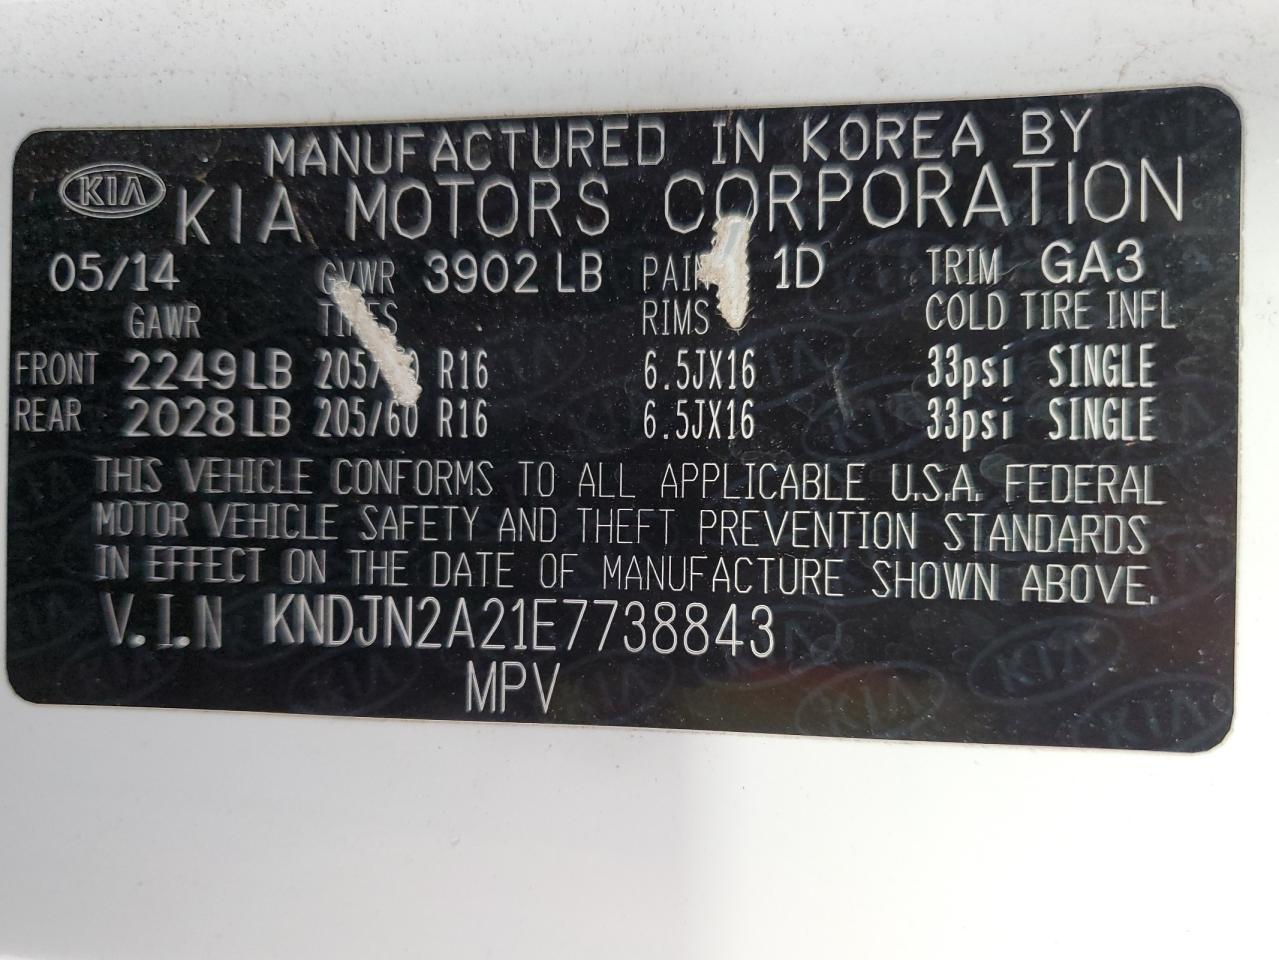 MANUFACTURED IN KOREA BY
KIA KIA MOTORS CORPORATION
05/14 GVWR 3902 LB 1D TRIM GA3
GAWR RIMS COLD TIRE INFL
FRONT 2249LB R16 6.5JX16 33psi SINGLE
REAR 2028LB 205/60 R16 6.5JX16 33psi SINGLE
THIS VEHICLE CONFORMS TO ALL APPLICABLE U.S.A. FEDERAL
MOTOR VEHICLE SAFETY AND THEFT PREVENTION STANDARDS
IN EFFECT ON THE DATE OF MANUFACTURE SHOWN ABOVE.
V.I.N KNDJN2A21E7738843
MPV